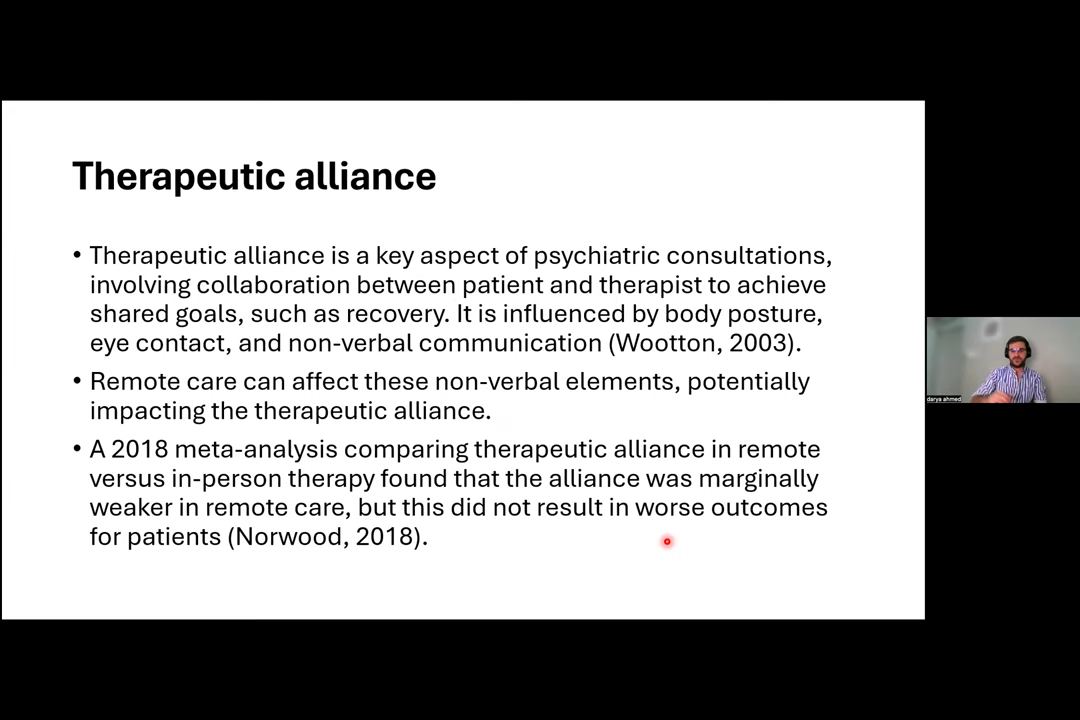 Therapeutic alliance
• Therapeutic alliance is a key aspect of psychiatric consultations,
involving collaboration between patient and therapist to achieve
shared goals, such as recovery. It is influenced by body posture,
eye contact, and non-verbal communication (Wootton, 2003).
• Remote care can affect these non-verbal elements, potentially
impacting the therapeutic alliance.
• A 2018 meta-analysis comparing therapeutic alliance in remote
versus in-person therapy found that the alliance was marginally
weaker in remote care, but this did not result in worse outcomes
for patients (Norwood, 2018).
darya ahmed